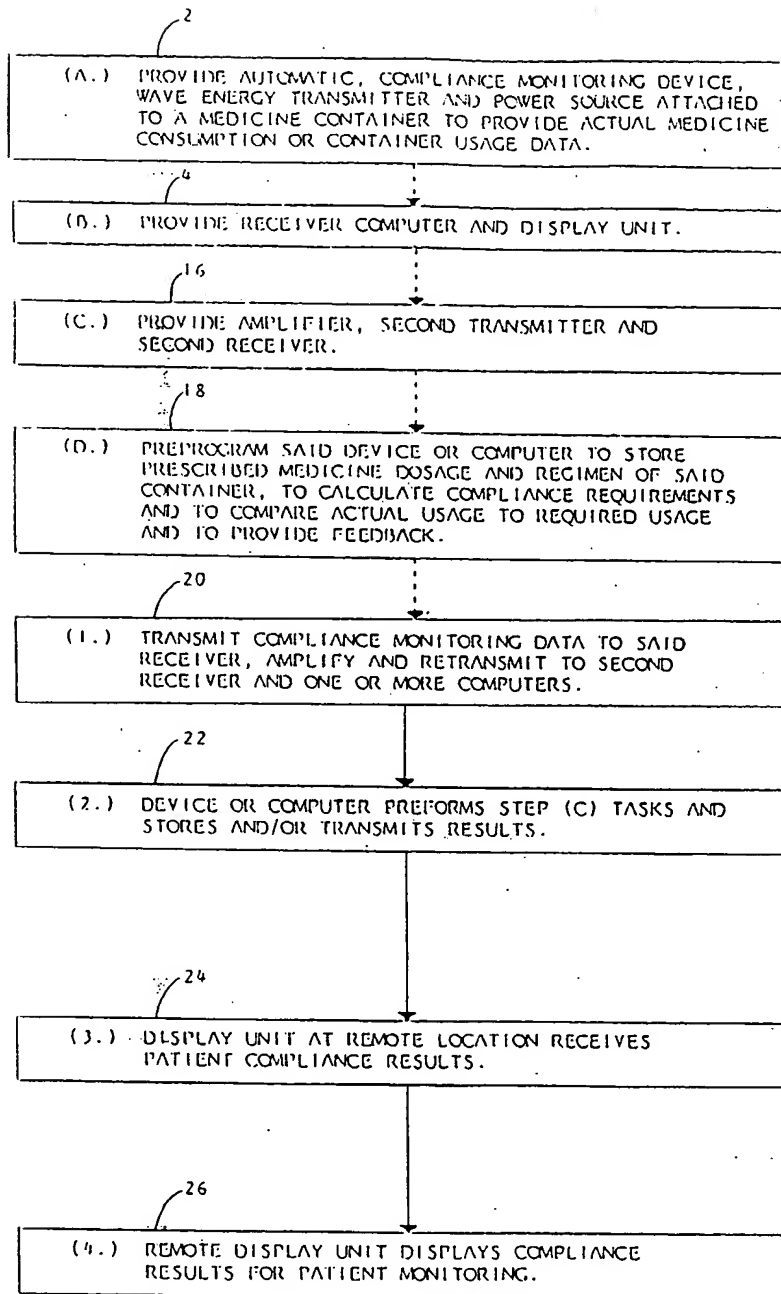 2
(A.) PROVIDE AUTOMATIC, COMPLIANCE MONITORING DEVICE,
WAVE ENERGY TRANSMITTER AND POWER SOURCE ATTACHED
TO A MEDICINE CONTAINER TO PROVIDE ACTUAL MEDICINE
CONSUMPTION OR CONTAINER USAGE DATA.
4
(B.) PROVIDE RECEIVER COMPUTER AND DISPLAY UNIT.
16
(C.) PROVIDE AMPLIFIER, SECOND TRANSMITTER AND
SECOND RECEIVER.
18
(D.) PREPROGRAM SAID DEVICE OR COMPUTER TO STORE
PRESCRIBED MEDICINE DOSAGE AND REGIMEN OF SAID
CONTAINER, TO CALCULATE COMPLIANCE REQUIREMENTS
AND TO COMPARE ACTUAL USAGE TO REQUIRED USAGE
AND TO PROVIDE FEEDBACK.
20
(1.) TRANSMIT COMPLIANCE MONITORING DATA TO SAID
RECEIVER, AMPLIFY AND RETRANSMIT TO SECOND
RECEIVER AND ONE OR MORE COMPUTERS.
22
(2.) DEVICE OR COMPUTER PREFORMS STEP (C) TASKS AND
STORES AND/OR TRANSMITS RESULTS.
24
(3.) DISPLAY UNIT AT REMOTE LOCATION RECEIVES
PATIENT COMPLIANCE RESULTS.
26
(4.) REMOTE DISPLAY UNIT DISPLAYS COMPLIANCE
RESULTS FOR PATIENT MONITORING.